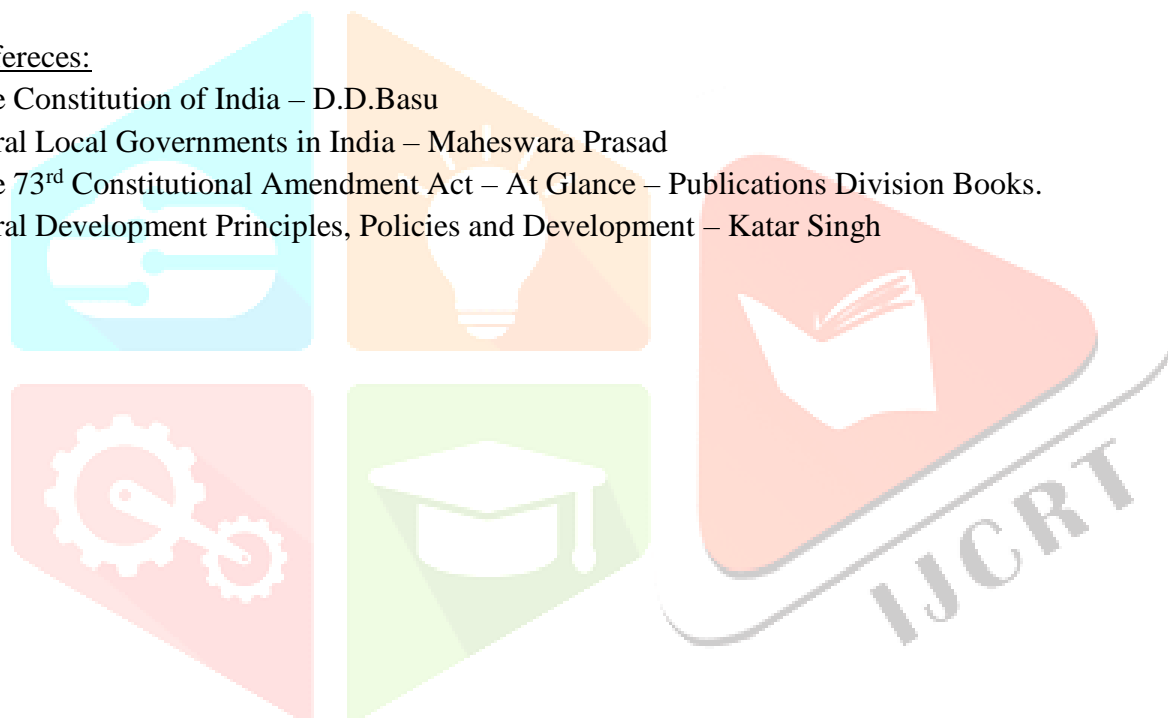 fereces:
e Constitution of India – D.D.Basu
ral Local Governments in India – Maheswara Prasad
e 73rd Constitutional Amendment Act – At Glance – Publications Division Books.
ral Development Principles, Policies and Development – Katar Singh
IJCRT